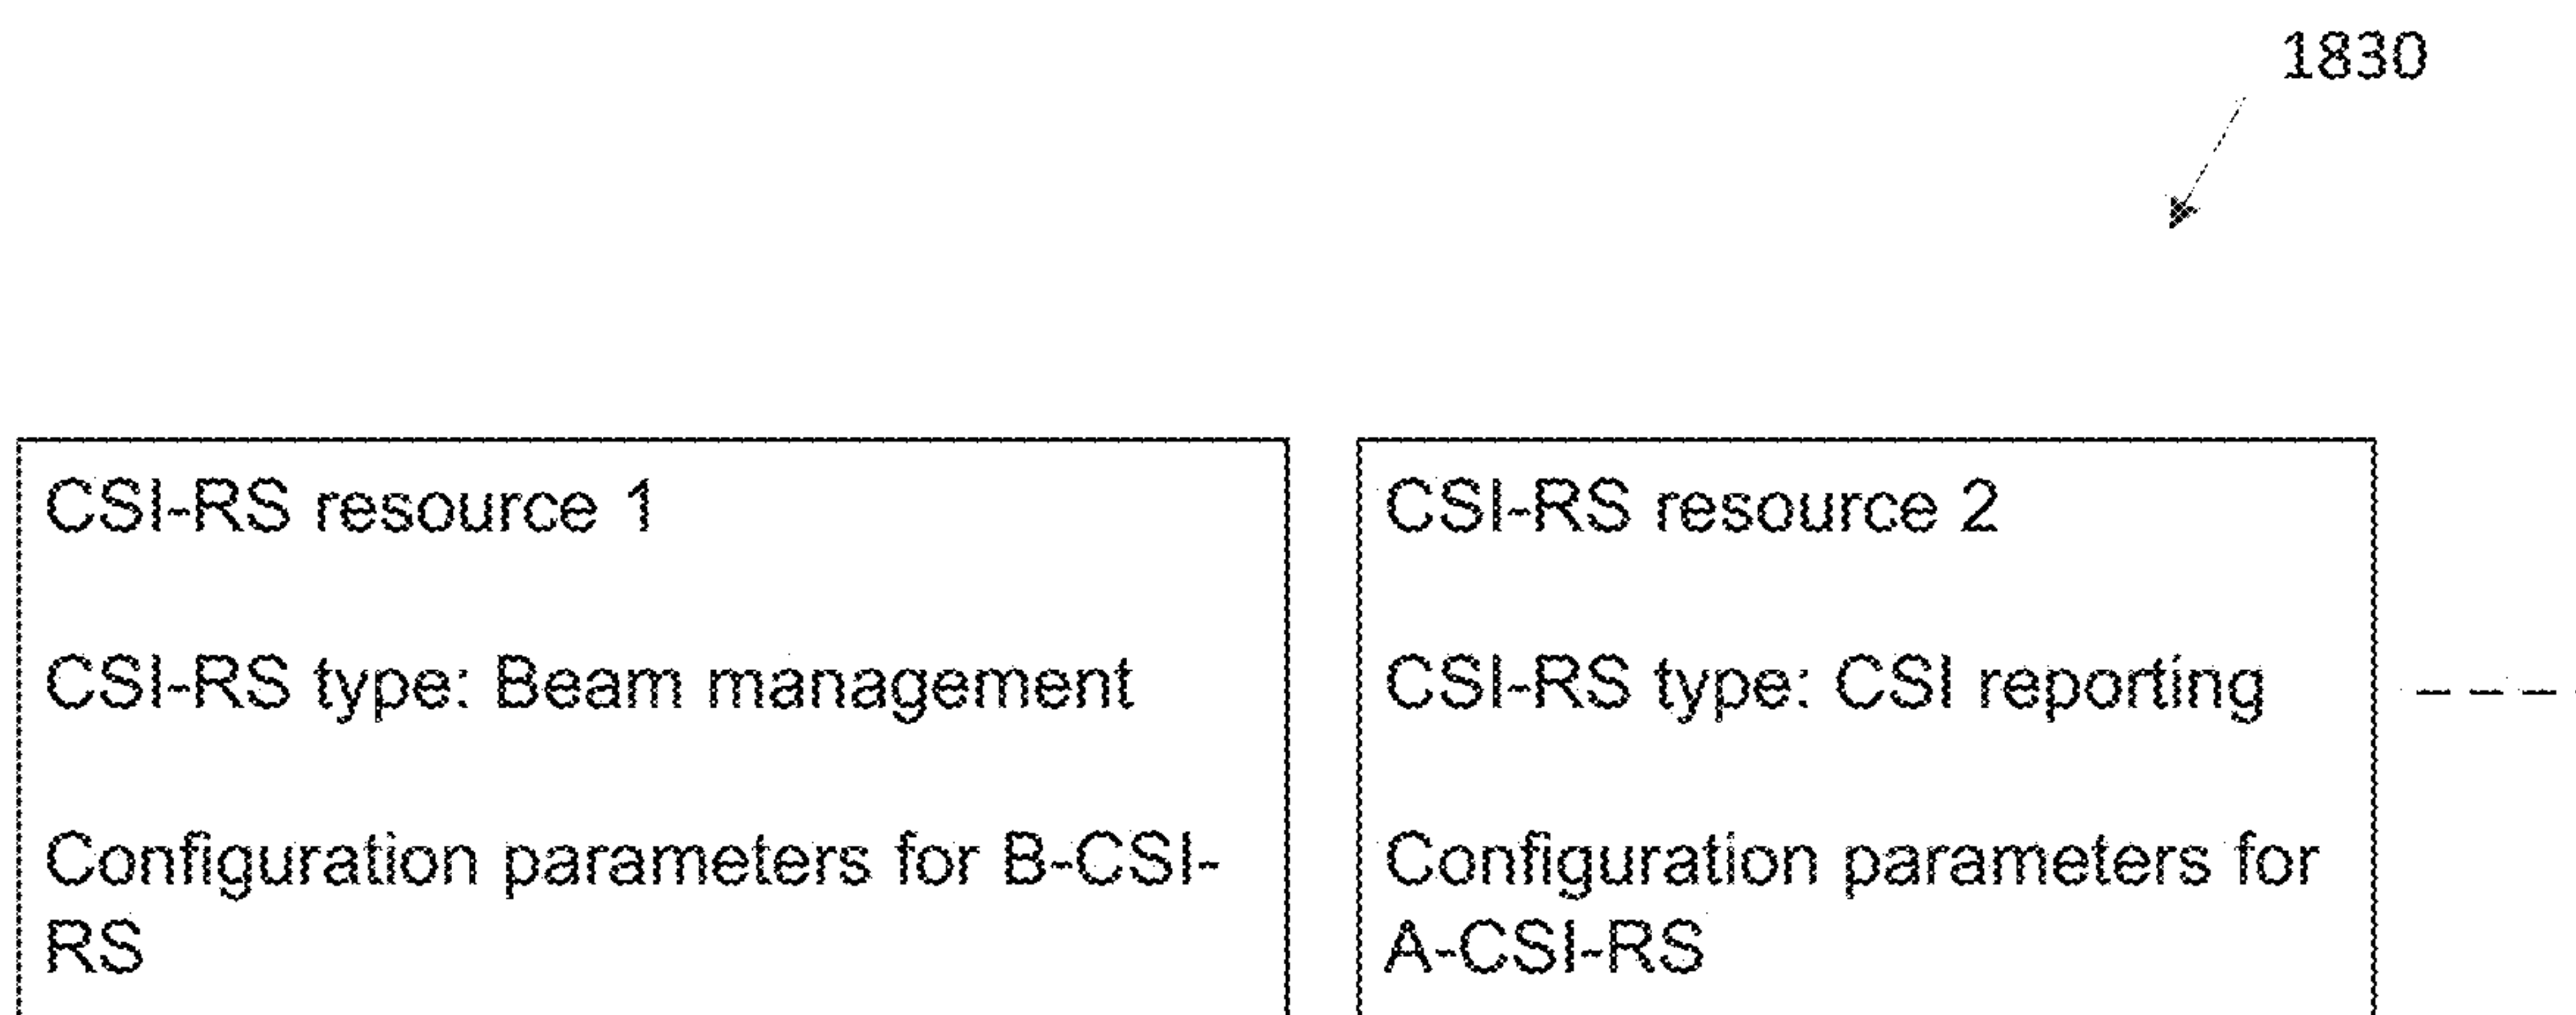 1830
CSI-RS resource 1
CSI-RS type: Beam management
Configuration parameters for B-CSI-
RS
CSI-RS resource 2
CSI-RS type: CSI reporting
Configuration parameters for
A-CSI-RS